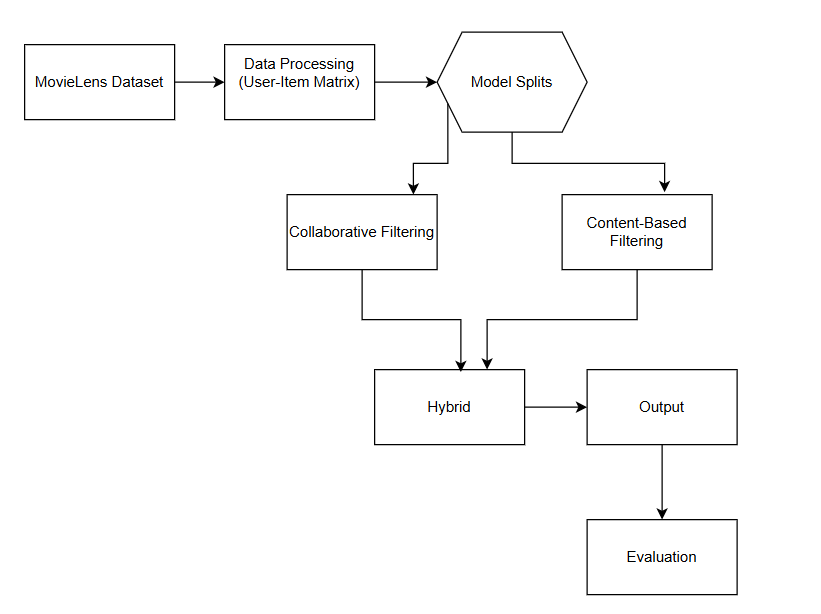 MovieLens Dataset
Data Processing
(User-Item Matrix)
Model Splits
Collaborative Filtering
Content-Based
Filtering
Hybrid
Output
Evaluation